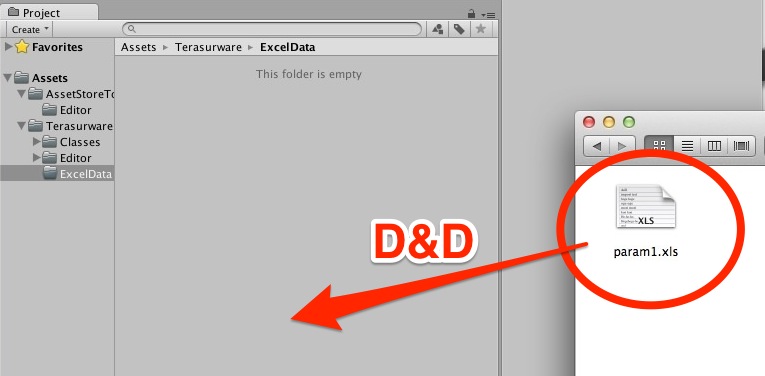 Project
Create
Favorites
Assets
AssetStoreTo
Editor
Terasurware
Classes
Editor
ExcelData
Assets ▸ Terasurware ▸ ExcelData
This folder is empty
D&D
XLS
param1.xls